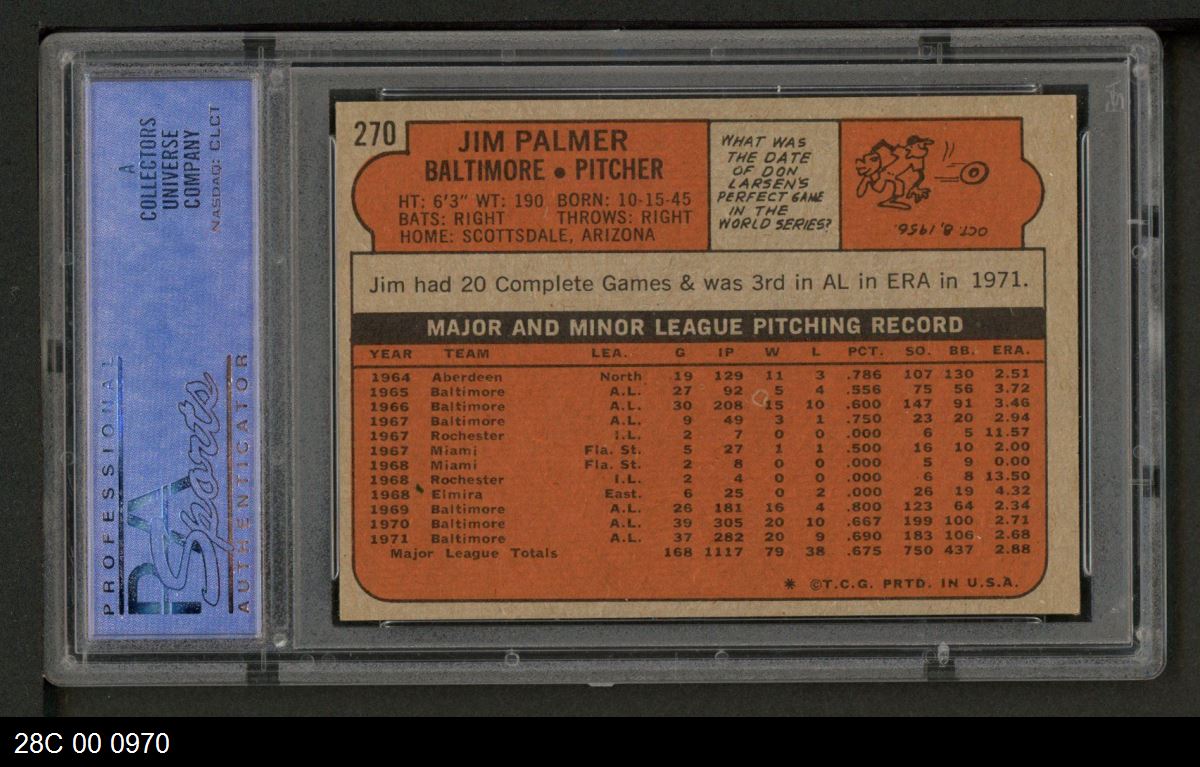 A
COLLECTORS
UNIVERSE
COMPANY
NASDAQ: CLCT
PROFESSIONAL
PSA
Sports
AUTHENTICATOR
270
JIM PALMER
BALTIMORE • PITCHER
HT: 6'3" WT: 190 BORN: 10-15-45
BATS: RIGHT THROWS: RIGHT
HOME: SCOTTSDALE, ARIZONA
WHAT WAS
THE DATE
OF DON
LARSEN'S
PERFECT GAME
IN THE
WORLD SERIES?
OCT. 8, 1956.
Jim had 20 Complete Games & was 3rd in AL in ERA in 1971.
MAJOR AND MINOR LEAGUE PITCHING RECORD
YEAR TEAM LEA. G IP W L PCT. SO. BB. ERA.
1964 Aberdeen North 19 129 11 3 .786 107 130 2.51
1965 Baltimore A.L. 27 92 5 4 .556 75 56 3.72
1966 Baltimore A.L. 30 208 15 10 .600 147 91 3.46
1967 Baltimore A.L. 9 49 3 1 .750 23 20 2.94
1967 Rochester I.L. 2 7 0 0 .000 6 5 11.57
1967 Miami Fla. St. 5 27 1 1 .500 16 10 2.00
1968 Miami Fla. St. 2 8 0 0 .000 5 9 0.00
1968 Rochester I.L. 2 4 0 0 .000 6 8 13.50
1968 Elmira East. 6 25 0 2 .000 26 19 4.32
1969 Baltimore A.L. 26 181 16 4 .800 123 64 2.34
1970 Baltimore A.L. 39 305 20 10 .667 199 100 2.71
1971 Baltimore A.L. 37 282 20 9 .690 183 106 2.68
Major League Totals 168 1117 79 38 .675 750 437 2.88
* ©T.C.G. PRTD. IN U.S.A.
28C 00 0970